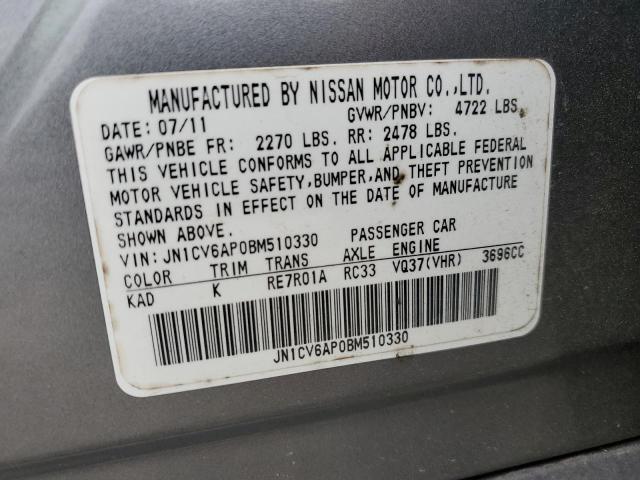 MANUFACTURED BY NISSAN MOTOR CO.,LTD.
DATE: 07/11 GVWR/PNBV: 4722 LBS.
GAWR/PNBE FR: 2270 LBS. RR: 2478 LBS.
THIS VEHICLE CONFORMS TO ALL APPLICABLE FEDERAL
MOTOR VEHICLE SAFETY,BUMPER,AND THEFT PREVENTION
STANDARDS IN EFFECT ON THE DATE OF MANUFACTURE
SHOWN ABOVE.
VIN: JN1CV6AP0BM510330 PASSENGER CAR
COLOR TRIM TRANS AXLE ENGINE
KAD K RE7R01A RC33 VQ37(VHR) 3696CC
JN1CV6AP0BM510330